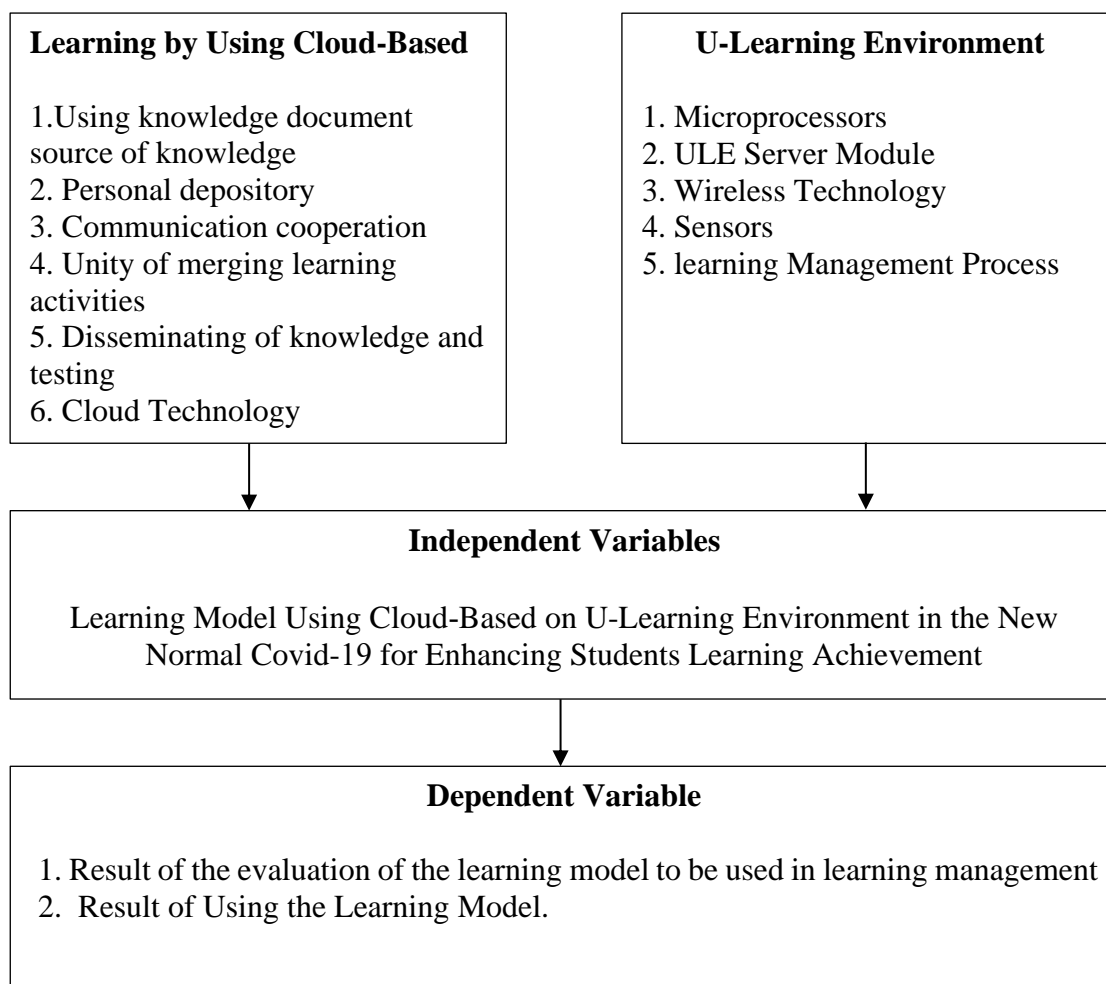 Learning by Using Cloud-Based
1.Using knowledge document
source of knowledge
2. Personal depository
3. Communication cooperation
4. Unity of merging learning
activities
5. Disseminating of knowledge and
testing
6. Cloud Technology
U-Learning Environment
1. Microprocessors
2. ULE Server Module
3. Wireless Technology
4. Sensors
5. learning Management Process
Independent Variables
Learning Model Using Cloud-Based on U-Learning Environment in the New
Normal Covid-19 for Enhancing Students Learning Achievement
Dependent Variable
1. Result of the evaluation of the learning model to be used in learning management
2. Result of Using the Learning Model.